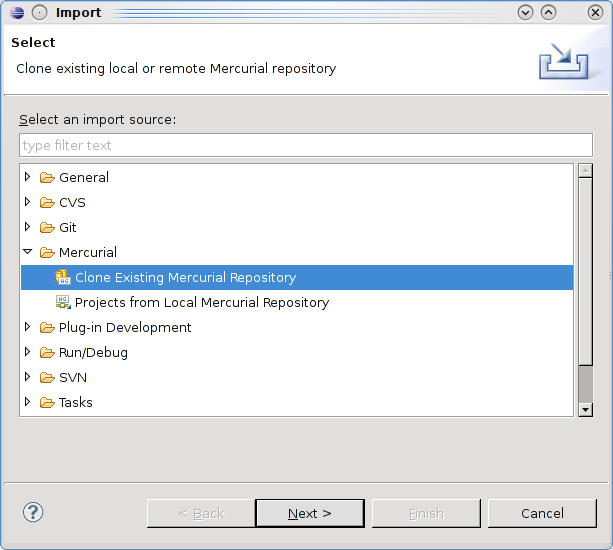 Import
Select
Clone existing local or remote Mercurial repository
Select an import source:
type filter text
General
CVS
Git
Mercurial
Clone Existing Mercurial Repository
Projects from Local Mercurial Repository
Plug-in Development
Run/Debug
SVN
Tasks
? < Back Next > Finish Cancel